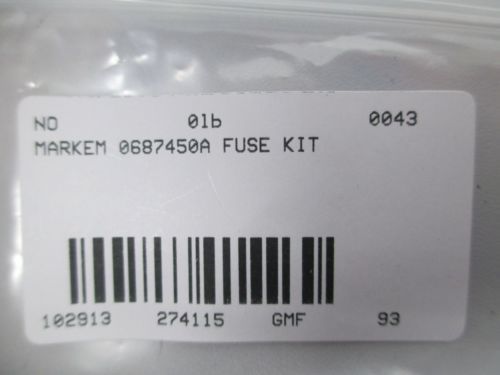 NO 01b 0043
MARKEM 0687450A FUSE KIT
102913 274115 GMF 93